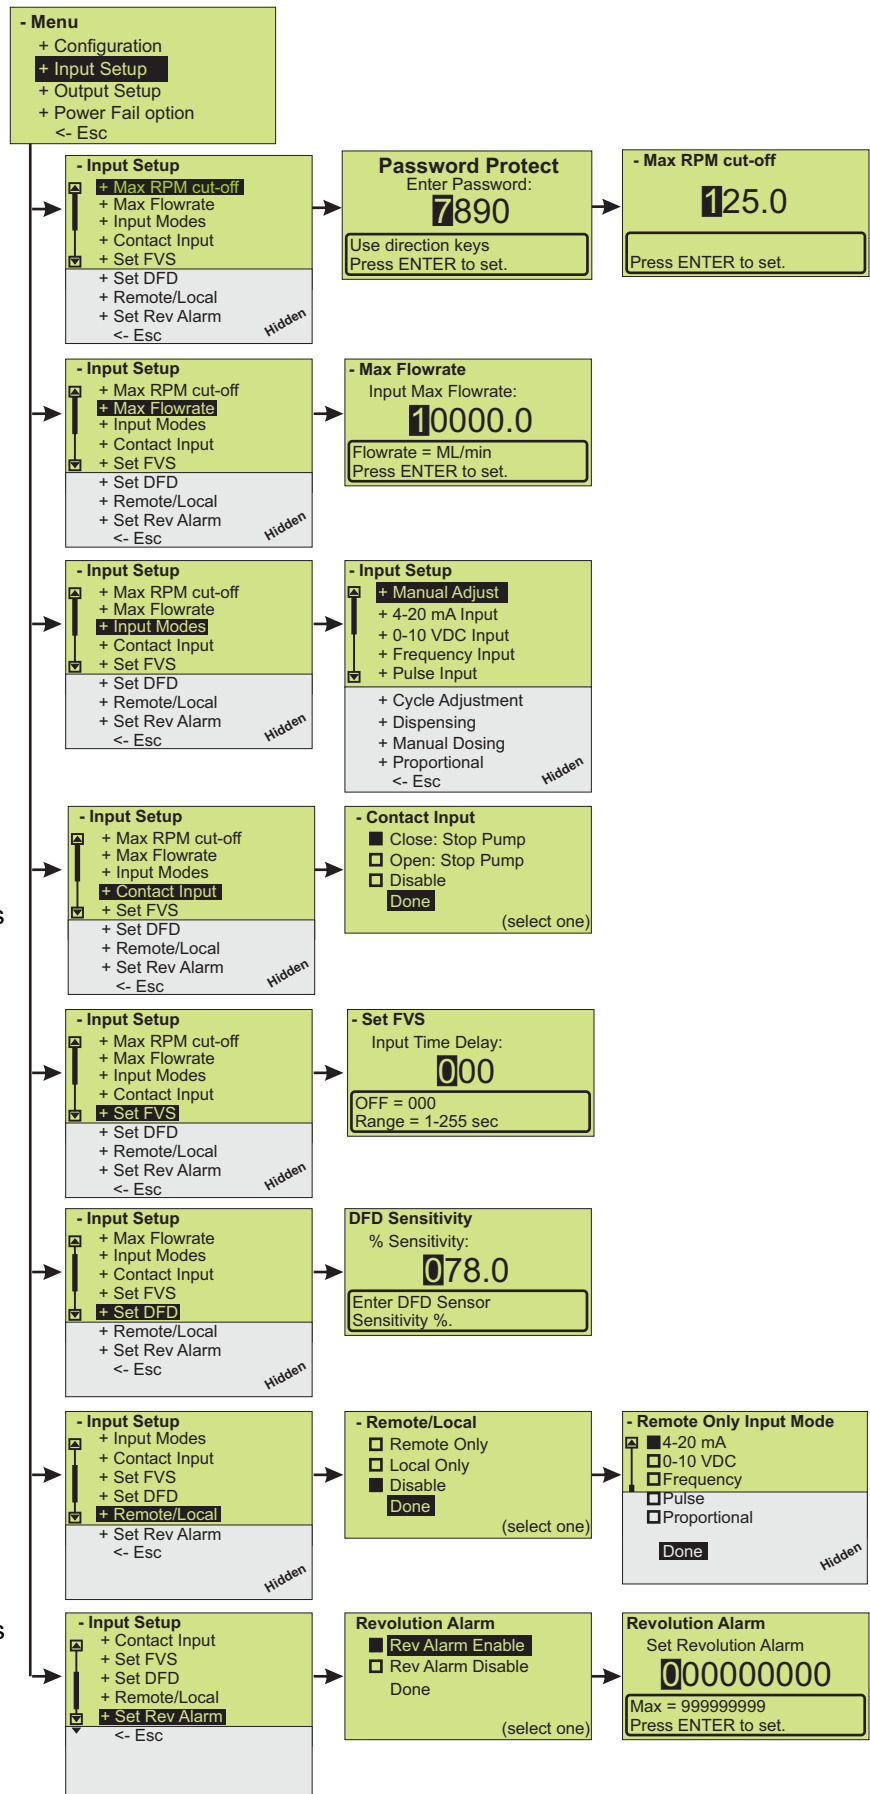 - Menu
+ Configuration
+ Input Setup
+ Output Setup
+ Power Fail option
<- Esc
- Input Setup
+ Max RPM cut-off
+ Max Flowrate
+ Input Modes
+ Contact Input
+ Set FVS
+ Set DFD
+ Remote/Local
+ Set Rev Alarm
<- Esc
Hidden
Password Protect
Enter Password:
7890
Use direction keys
Press ENTER to set.
- Max RPM cut-off
125.0
Press ENTER to set.
- Input Setup
+ Max RPM cut-off
+ Max Flowrate
+ Input Modes
+ Contact Input
+ Set FVS
+ Set DFD
+ Remote/Local
+ Set Rev Alarm
<- Esc
Hidden
- Max Flowrate
Input Max Flowrate:
10000.0
Flowrate = ML/min
Press ENTER to set.
- Input Setup
+ Max RPM cut-off
+ Max Flowrate
+ Input Modes
+ Contact Input
+ Set FVS
+ Set DFD
+ Remote/Local
+ Set Rev Alarm
<- Esc
Hidden
- Input Setup
+ Manual Adjust
+ 4-20 mA Input
+ 0-10 VDC Input
+ Frequency Input
+ Pulse Input
+ Cycle Adjustment
+ Dispensing
+ Manual Dosing
+ Proportional
<- Esc
Hidden
- Input Setup
+ Max RPM cut-off
+ Max Flowrate
+ Input Modes
+ Contact Input
+ Set FVS
+ Set DFD
+ Remote/Local
+ Set Rev Alarm
<- Esc
Hidden
s
- Contact Input
Close: Stop Pump
Open: Stop Pump
Disable
Done
(select one)
- Input Setup
+ Max RPM cut-off
+ Max Flowrate
+ Input Modes
+ Contact Input
+ Set FVS
+ Set DFD
+ Remote/Local
+ Set Rev Alarm
<- Esc
Hidden
- Set FVS
Input Time Delay:
000
OFF = 000
Range = 1-255 sec
- Input Setup
+ Max Flowrate
+ Input Modes
+ Contact Input
+ Set FVS
+ Set DFD
+ Remote/Local
+ Set Rev Alarm
<- Esc
Hidden
DFD Sensitivity
% Sensitivity:
078.0
Enter DFD Sensor
Sensitivity %.
- Input Setup
+ Input Modes
+ Contact Input
+ Set FVS
+ Set DFD
+ Remote/Local
+ Set Rev Alarm
<- Esc
Hidden
- Remote/Local
Remote Only
Local Only
Disable
Done
(select one)
- Remote Only Input Mode
4-20 mA
0-10 VDC
Frequency
Pulse
Proportional
Done
Hidden
s
- Input Setup
+ Contact Input
+ Set FVS
+ Set DFD
+ Remote/Local
+ Set Rev Alarm
<- Esc
Revolution Alarm
Rev Alarm Enable
Rev Alarm Disable
Done
(select one)
Revolution Alarm
Set Revolution Alarm
000000000
Max = 999999999
Press ENTER to set.